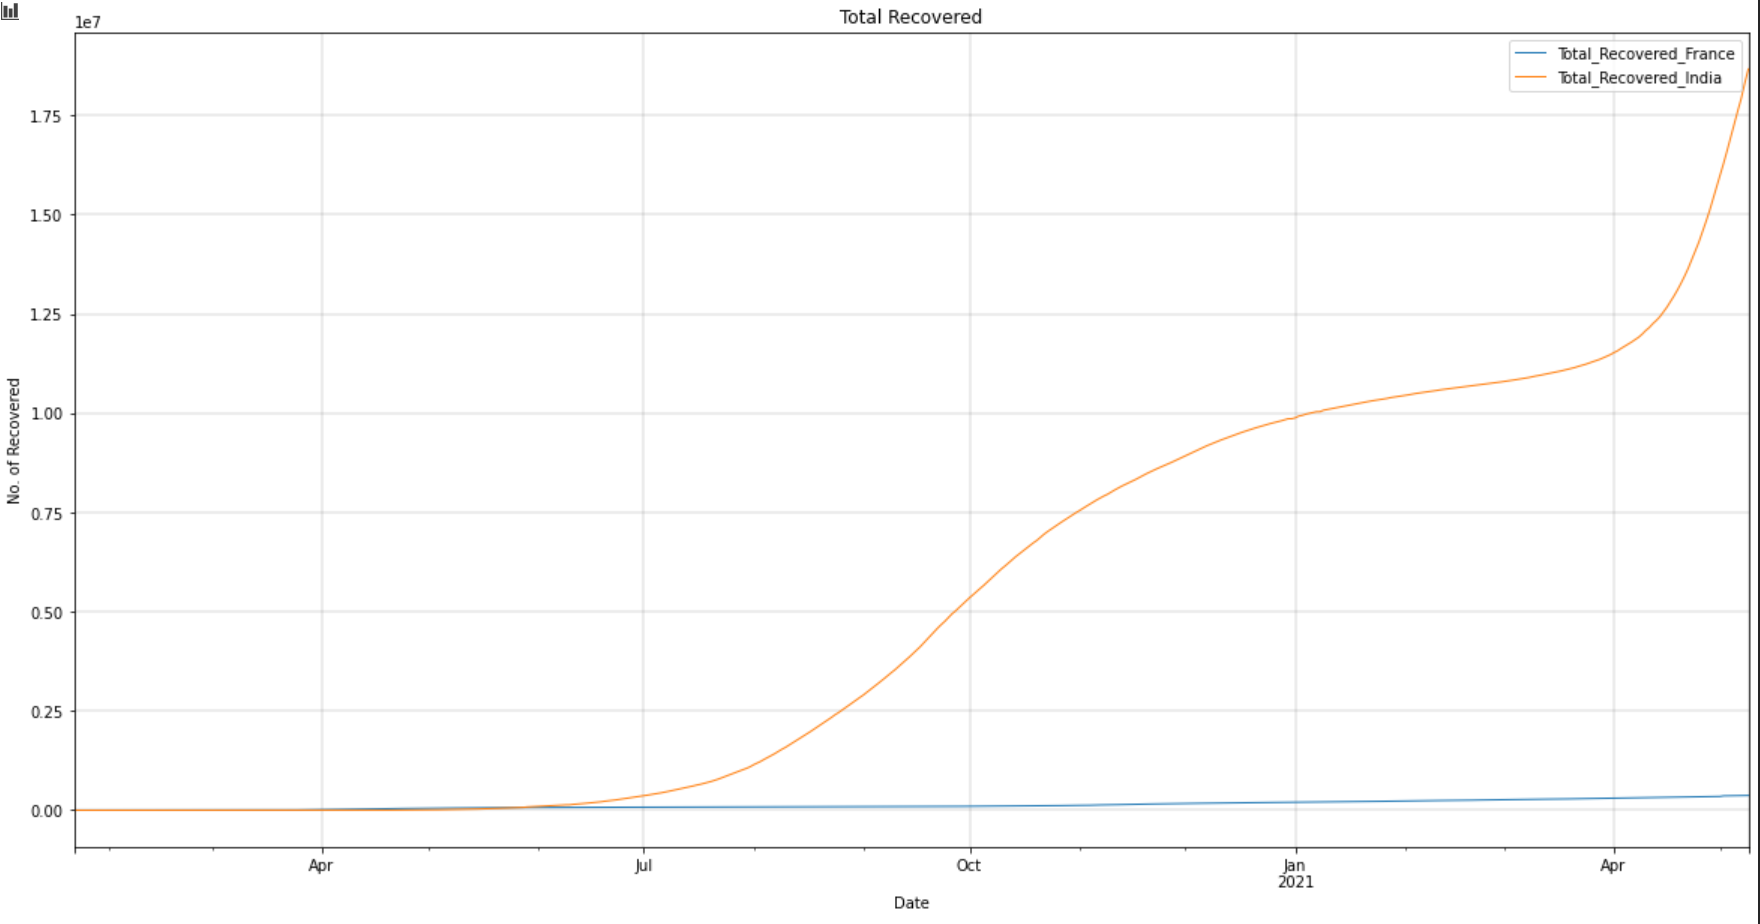 Total Recovered
1e7
Total_Recovered_France
Total_Recovered_India
1.75
1.50
1.25
1.00
0.75
0.50
0.25
0.00
No. of Recovered
Apr
Jul
Oct
Jan
2021
Apr
Date